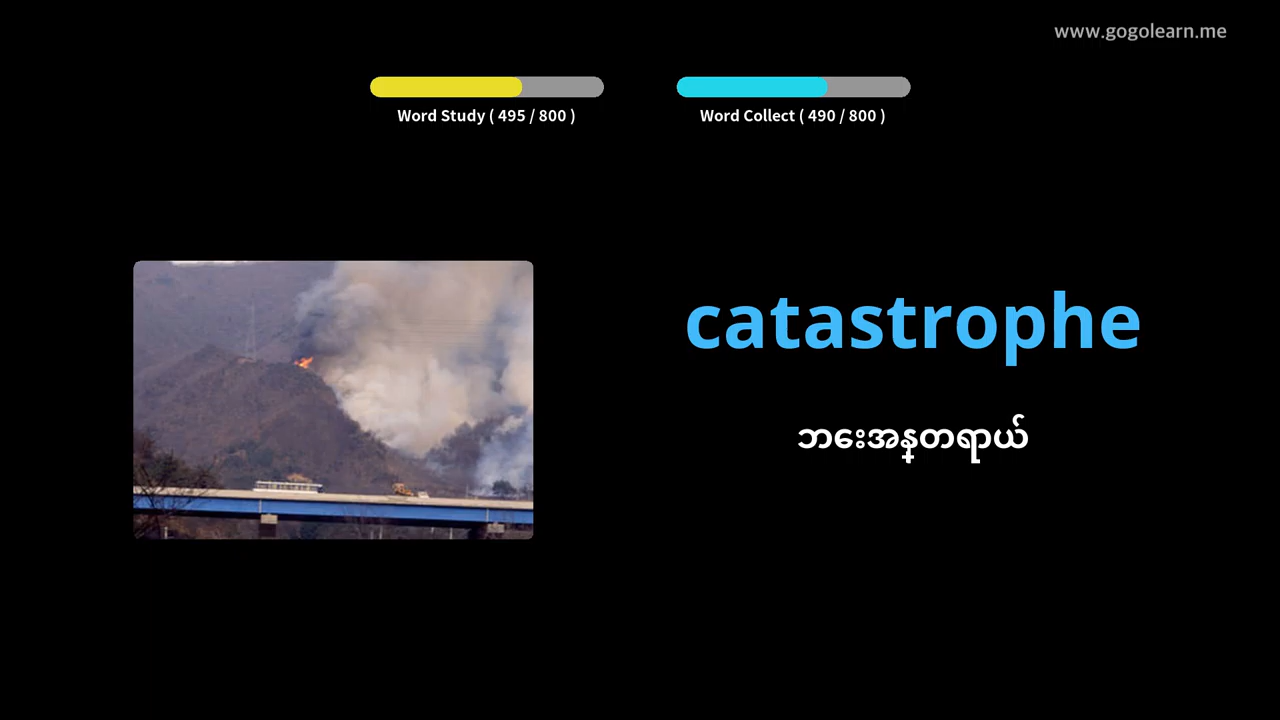 www.gogolearn.me
Word Study ( 495 / 800 )
Word Collect ( 490 / 800 )
catastrophe
ဘေးအန္တရာယ်